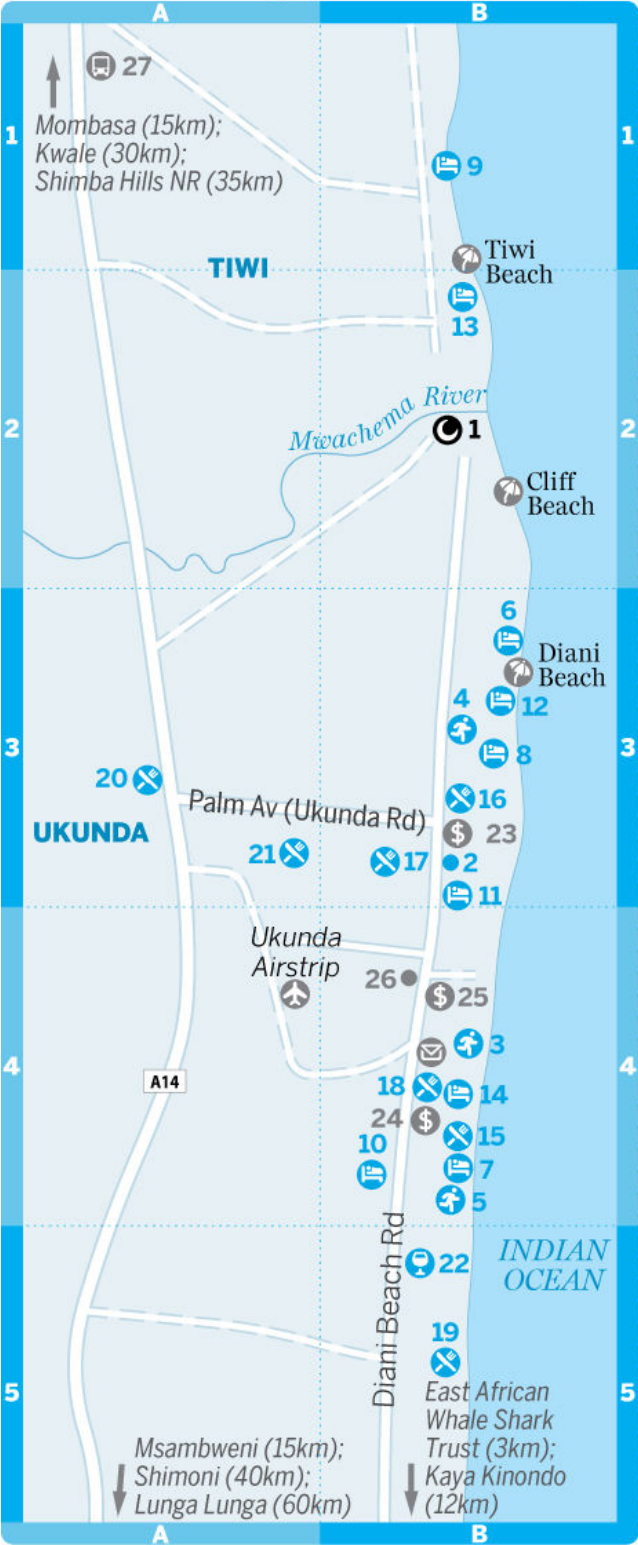 A
B
27
Mombasa (15km);
Kwale (30km);
Shimba Hills NR (35km)
1
1
9
Tiwi
Beach
TIWI
13
Mwachema River
2
1
2
Cliff
Beach
6
Diani
Beach
4
12
3
3
8
20
16
Palm Av (Ukunda Rd)
$ 23
UKUNDA
21
17
2
11
Ukunda
Airstrip
26
$ 25
3
4
4
A14
18
14
24 $
15
10
7
5
Diani Beach Rd
INDIAN
OCEAN
22
19
5
5
East African
Whale Shark
Trust (3km);
Kaya Kinondo
(12km)
Msambweni (15km);
Shimoni (40km);
Lunga Lunga (60km)
A
B